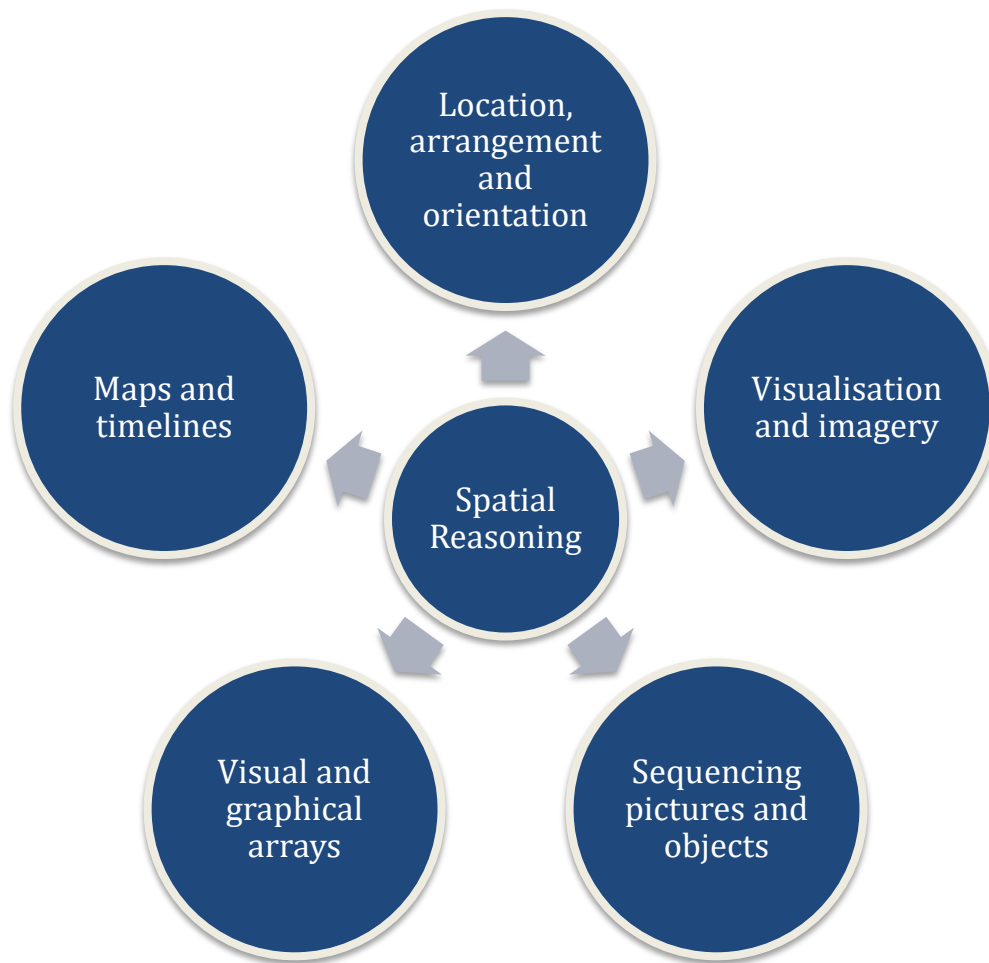 Location,
arrangement
and
orientation
Maps and
timelines
Visualisation
and imagery
Spatial
Reasoning
Visual and
graphical
arrays
Sequencing
pictures and
objects